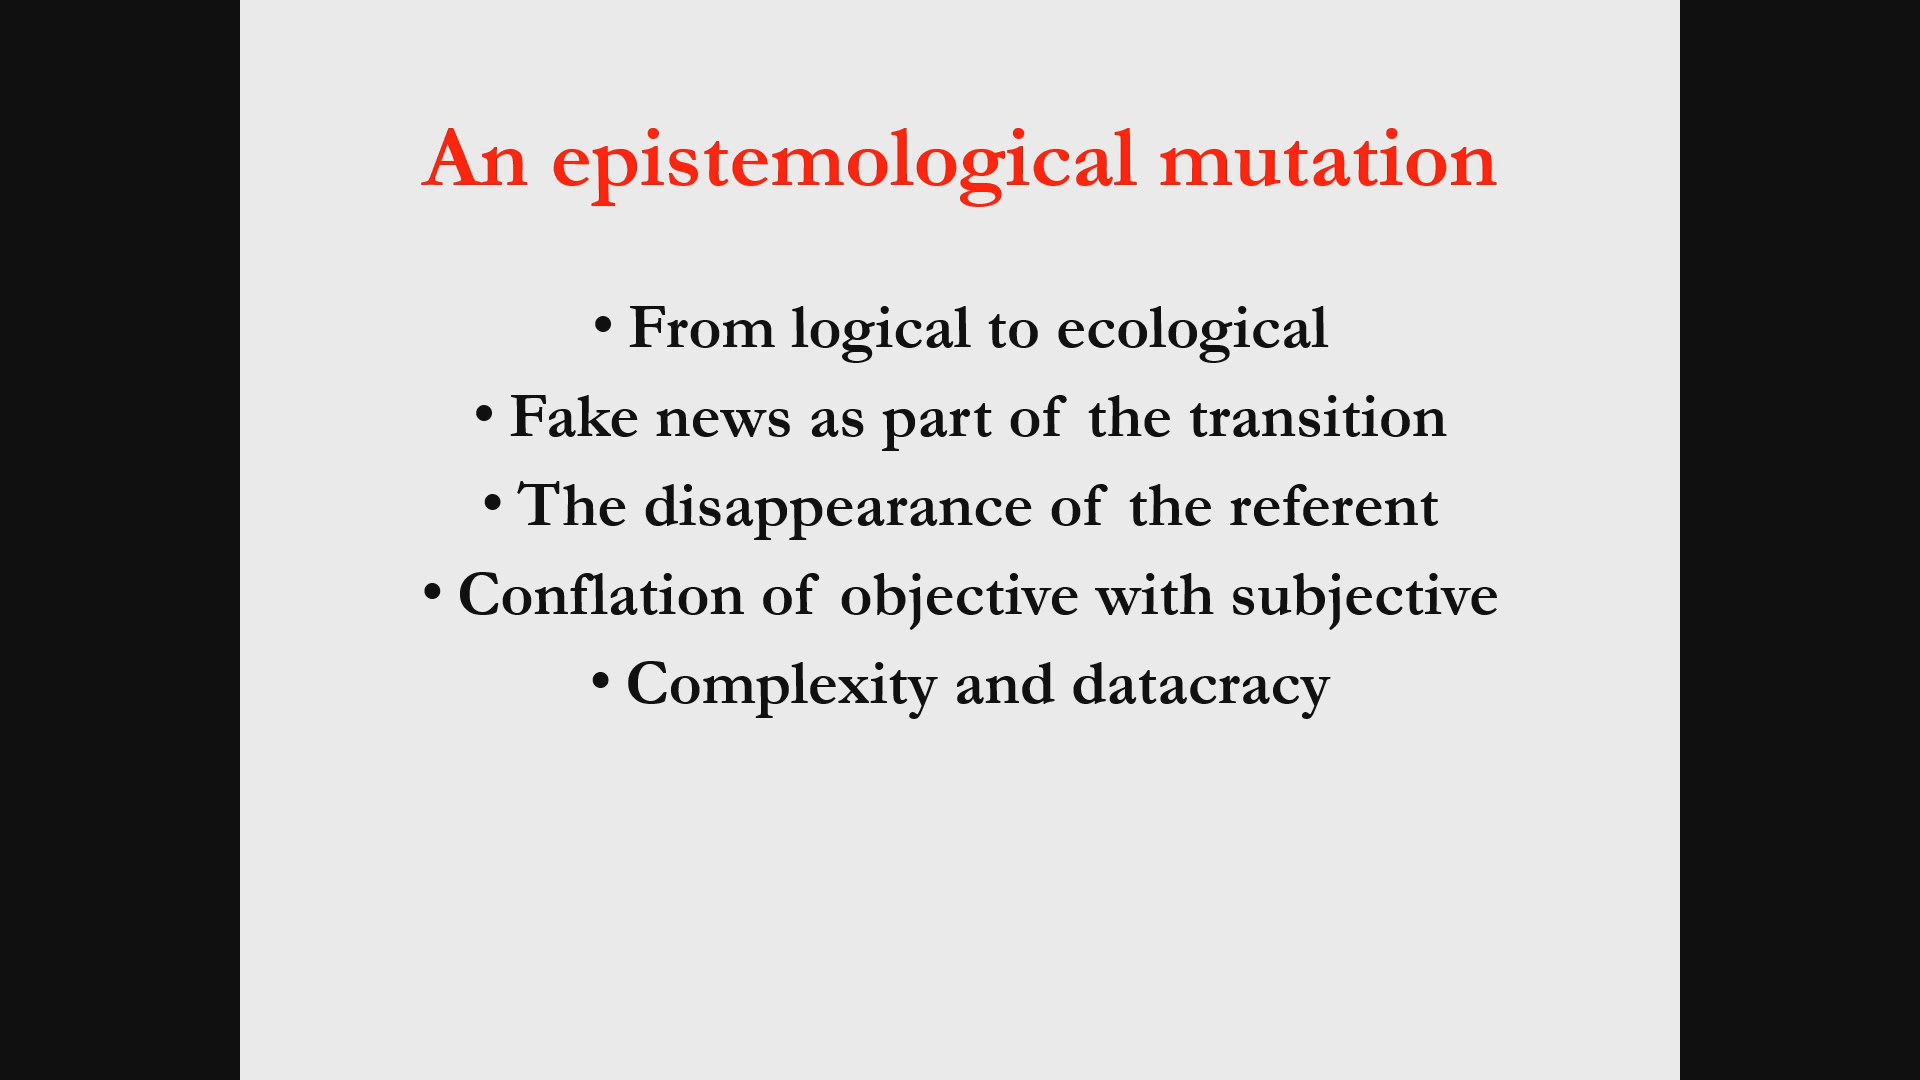 An epistemological mutation
• From logical to ecological
• Fake news as part of the transition
• The disappearance of the referent
• Conflation of objective with subjective
• Complexity and datacracy